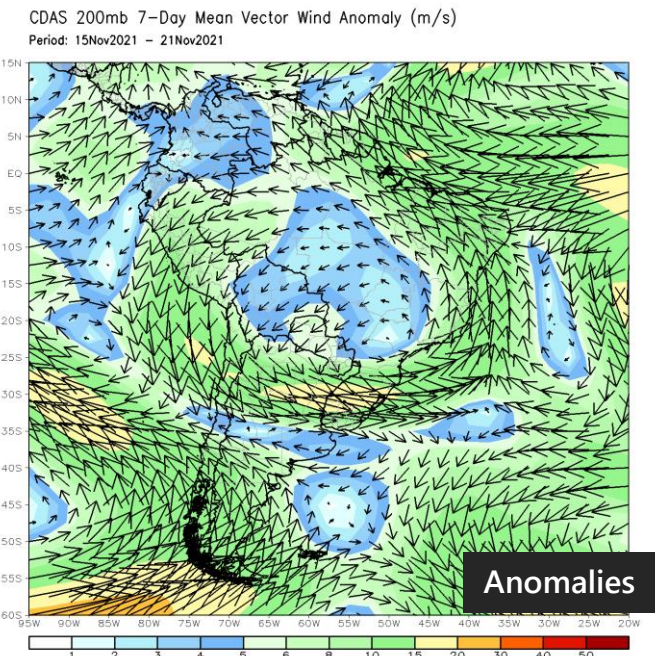 CDAS 200mb 7-Day Mean Vector Wind Anomaly (m/s)
Period: 15Nov2021 - 21Nov2021
15N
10N
5N
EQ
5S
10S
15S
20S
25S
30S
35S
40S
45S
50S
55S
60S
Anomalies
95W 90W 85W 80W 75W 70W 65W 60W 55W 50W 45W 40W 35W 30W 25W 20W
1 2 3 4 5 6 8 10 15 20 30 40 50